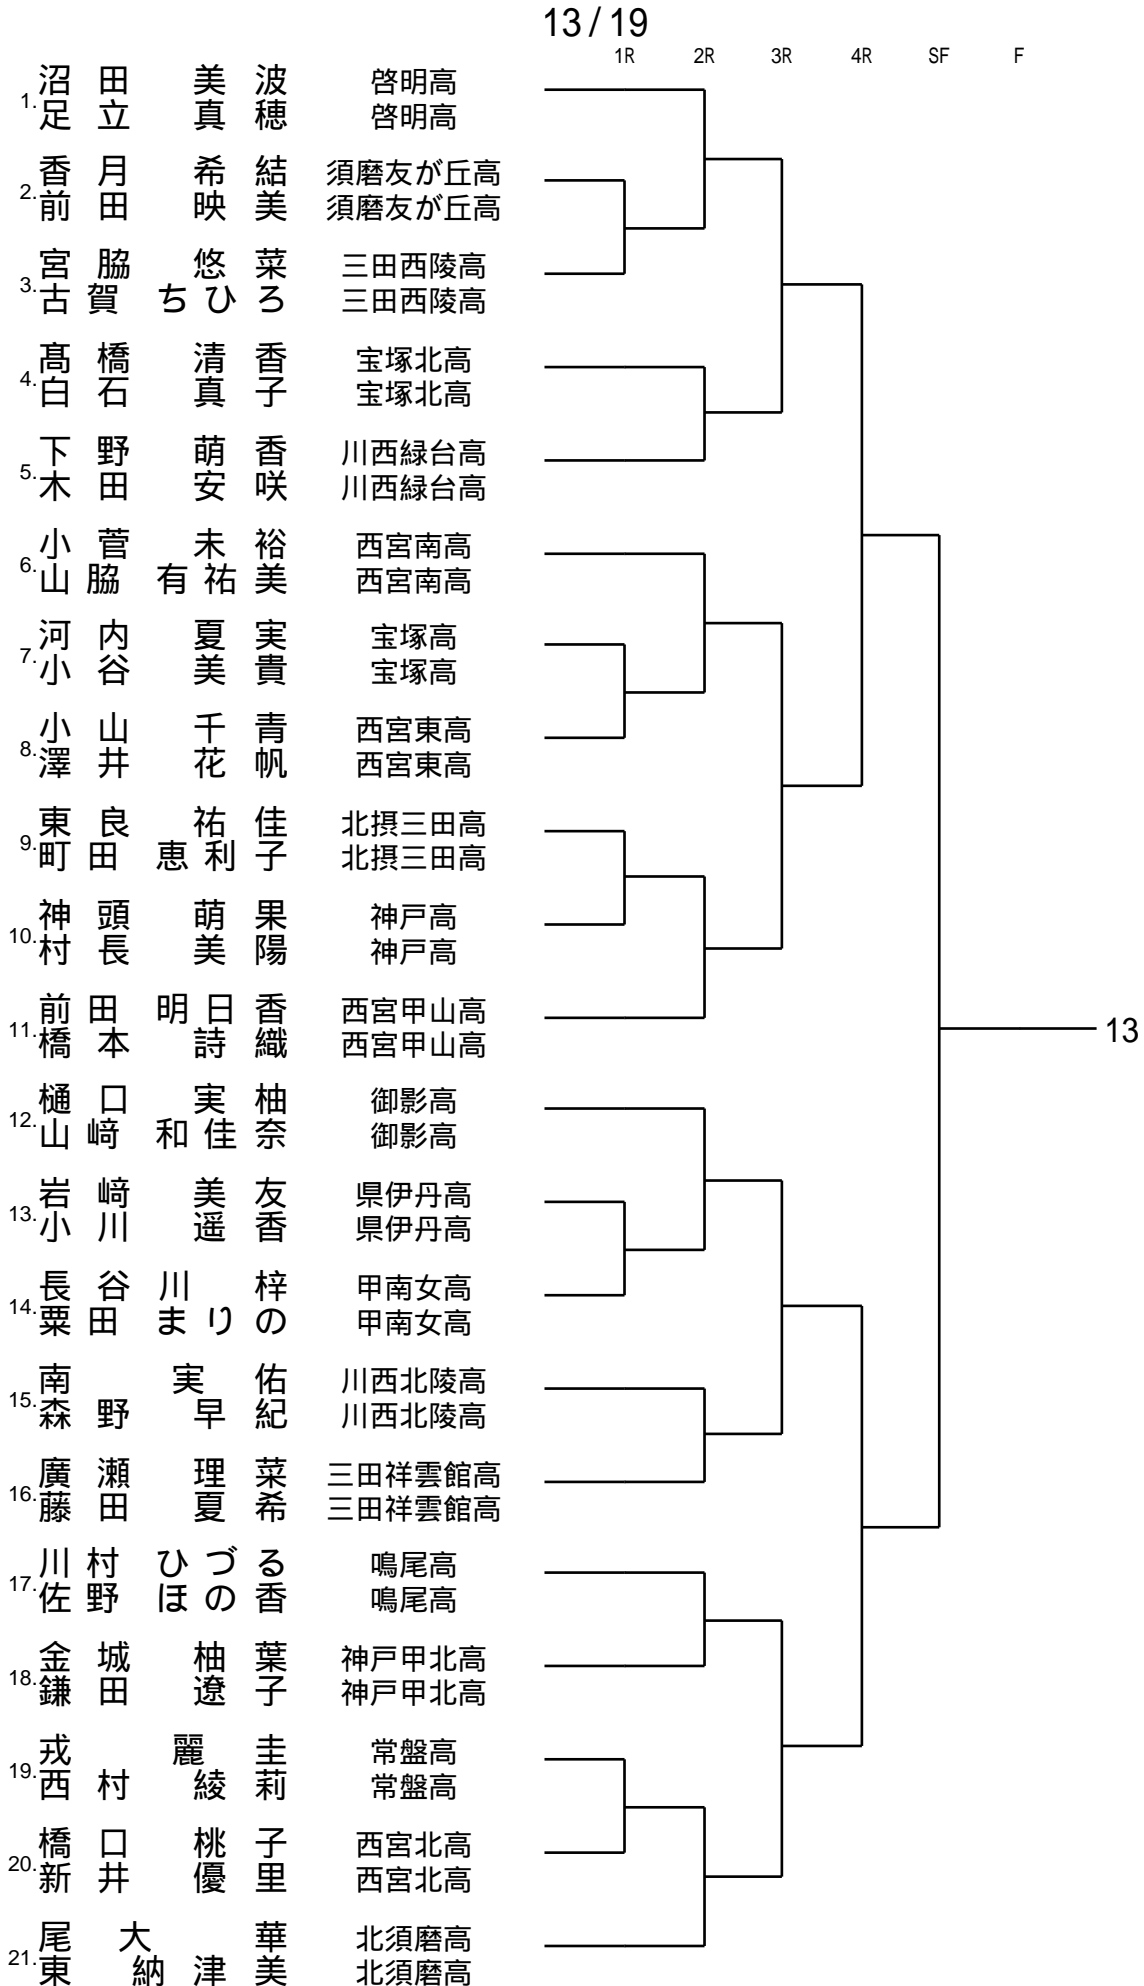 13/19
1R 2R 3R 4R SF F
1. 沼田 美波 啓明高
足立 真穂 啓明高
2. 香月 希結 須磨友が丘高
前田 映美 須磨友が丘高
3. 宮脇 悠菜 三田西陵高
古賀 ちひろ 三田西陵高
4. 髙橋 清香 宝塚北高
白石 真子 宝塚北高
5. 下野 萌香 川西緑台高
木田 安咲 川西緑台高
6. 小菅 未裕 西宮南高
山脇 有祐美 西宮南高
7. 河内 夏実 宝塚高
小谷 美貴 宝塚高
8. 小山 千青 西宮東高
澤井 花帆 西宮東高
9. 東良 祐佳 北摂三田高
町田 恵利子 北摂三田高
10. 神頭 萌果 神戸高
村長 美陽 神戸高
11. 前田 明日香 西宮甲山高
橋本 詩織 西宮甲山高
13
12. 樋口 実柚 御影高
山﨑 和佳奈 御影高
13. 岩﨑 美友 県伊丹高
小川 遥香 県伊丹高
14. 長谷川 梓 甲南女高
粟田 まりの 甲南女高
15. 南 実佑 川西北陵高
森野 早紀 川西北陵高
16. 廣瀬 理菜 三田祥雲館高
藤田 夏希 三田祥雲館高
17. 川村 ひづる 鳴尾高
佐野 ほの香 鳴尾高
18. 金城 柚葉 神戸甲北高
鎌田 遼子 神戸甲北高
19. 戎 麗圭 常盤高
西村 綾莉 常盤高
20. 橋口 桃子 西宮北高
新井 優里 西宮北高
21. 尾大 華 北須磨高
東 納津美 北須磨高